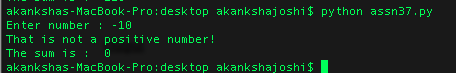 akankshas-MacBook-Pro:desktop akankshajoshi$ python assn37.py
Enter number : -10
That is not a positive number!
The sum is :  0
akankshas-MacBook-Pro:desktop akankshajoshi$